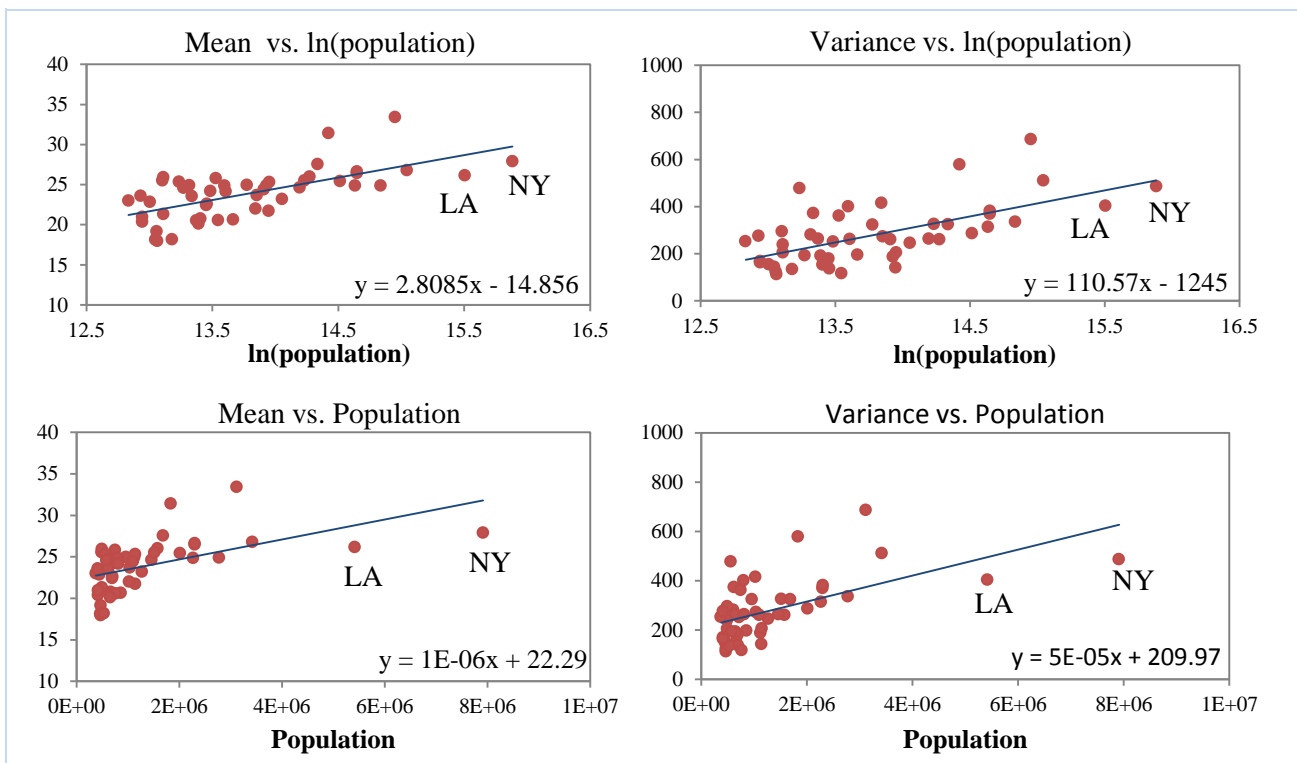 Mean vs. ln(population)
40
35
30
25
20
15
10
LA
NY
y = 2.8085x - 14.856
12.5 13.5 14.5 15.5 16.5
ln(population)
Variance vs. ln(population)
1000
800
600
400
200
0
LA
NY
y = 110.57x - 1245
12.5 13.5 14.5 15.5 16.5
ln(population)
Mean vs. Population
40
35
30
25
20
15
10
LA
NY
y = 1E-06x + 22.29
0E+00 2E+06 4E+06 6E+06 8E+06 1E+07
Population
Variance vs. Population
1000
800
600
400
200
0
LA
NY
y = 5E-05x + 209.97
0E+00 2E+06 4E+06 6E+06 8E+06 1E+07
Population